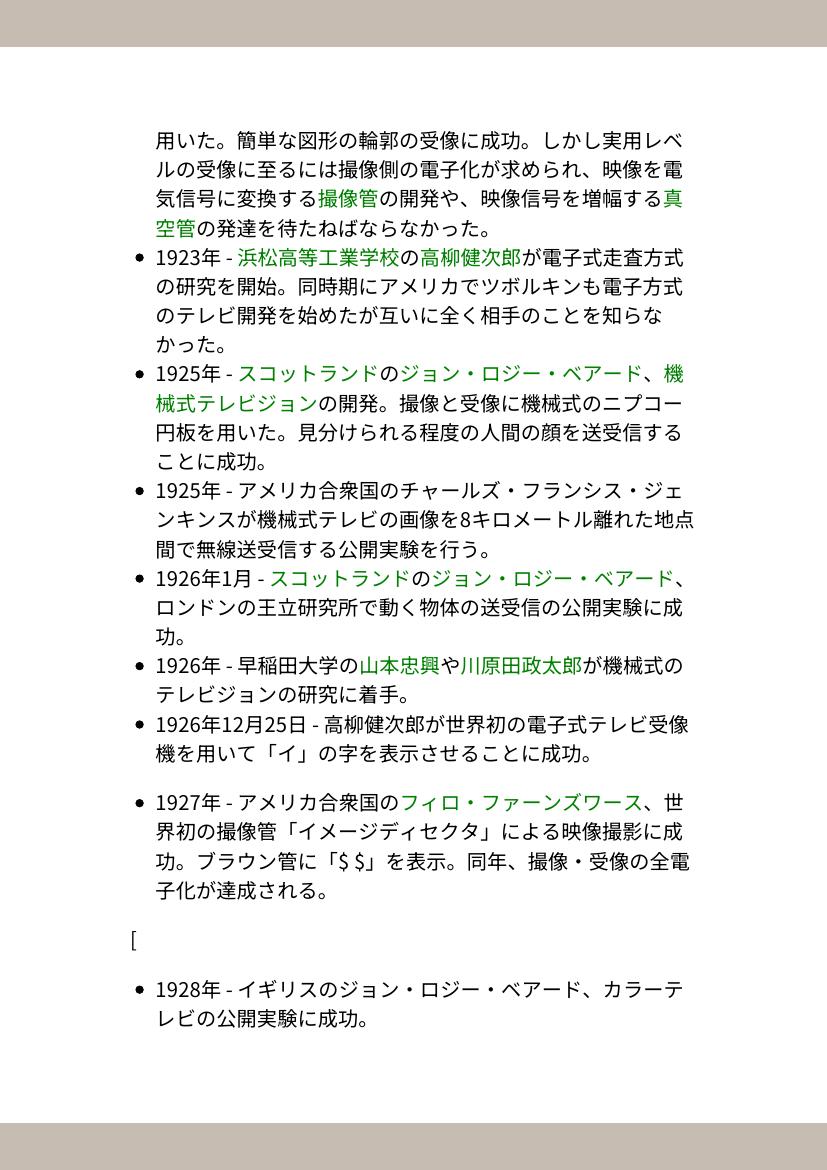 用いた。簡単な図形の輪郭の受像に成功。しかし実用レベ
ルの受像に至るには撮像側の電子化が求められ、映像を電
気信号に変換する撮像管の開発や、映像信号を増幅する真
空管の発達を待たねばならなかった。
• 1923年 - 浜松高等工業学校の高柳健次郎が電子式走査方式
の研究を開始。同時期にアメリカでツボルキンも電子方式
のテレビ開発を始めたが互いに全く相手のことを知らな
かった。
• 1925年 - スコットランドのジョン・ロジー・ベアード、機
械式テレビジョンの開発。撮像と受像に機械式のニプコー
円板を用いた。見分けられる程度の人間の顔を送受信する
ことに成功。
• 1925年 - アメリカ合衆国のチャールズ・フランシス・ジェ
ンキンスが機械式テレビの画像を8キロメートル離れた地点
間で無線送受信する公開実験を行う。
• 1926年1月 - スコットランドのジョン・ロジー・ベアード、
ロンドンの王立研究所で動く物体の送受信の公開実験に成
功。
• 1926年 - 早稲田大学の山本忠興や川原田政太郎が機械式の
テレビジョンの研究に着手。
• 1926年12月25日 - 高柳健次郎が世界初の電子式テレビ受像
機を用いて「イ」の字を表示させることに成功。
• 1927年 - アメリカ合衆国のフィロ・ファーンズワース、世
界初の撮像管「イメージディセクタ」による映像撮影に成
功。ブラウン管に「$ $」を表示。同年、撮像・受像の全電
子化が達成される。
[
• 1928年 - イギリスのジョン・ロジー・ベアード、カラーテ
レビの公開実験に成功。